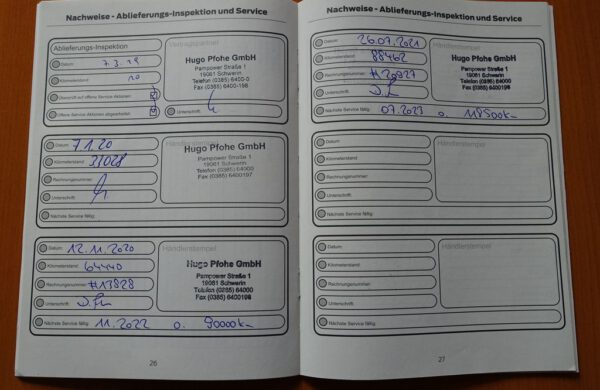 Nachweise - Ablieferungs-Inspektion und Service
Ablieferungs-Inspektion
Datum 7.3.19
Kilometerstand 10
Überprüft auf offene Service Aktionen
Offene Service Aktionen abgearbeitet
Vertragspartner
Hugo Pfohe GmbH
Pampower Straße 1
19061 Schwerin
Telefon (0385) 6400-0
Fax (0385) 6400-198
Unterschrift
Datum 7.1.20
Kilometerstand 31028
Rechnungsnummer
Unterschrift
Nächste Service fällig
Händlerstempel
Hugo Pfohe GmbH
Pampower Straße 1
19061 Schwerin
Telefon (0385) 64000
Fax (0385) 6400197
Datum 12.11.2020
Kilometerstand 64440
Rechnungsnummer #13828
Unterschrift
Nächste Service fällig 11.2022 o. 90000km
Händlerstempel
Hugo Pfohe GmbH
Pampower Straße 1
19061 Schwerin
Telefon (0385) 64000
Fax (0385) 6400198
26
Nachweise - Ablieferungs-Inspektion und Service
Datum 26.07.2021
Kilometerstand 88462
Rechnungsnummer
Unterschrift
Nächste Service fällig 07.2023 o. 118500km
Händlerstempel
Hugo Pfohe GmbH
Pampower Straße 1
19061 Schwerin
Telefon (0385) 64000
Fax (0385) 6400198
Datum
Kilometerstand
Rechnungsnummer
Unterschrift
Nächste Service fällig
Händlerstempel
Datum
Kilometerstand
Rechnungsnummer
Unterschrift
Nächste Service fällig
Händlerstempel
27